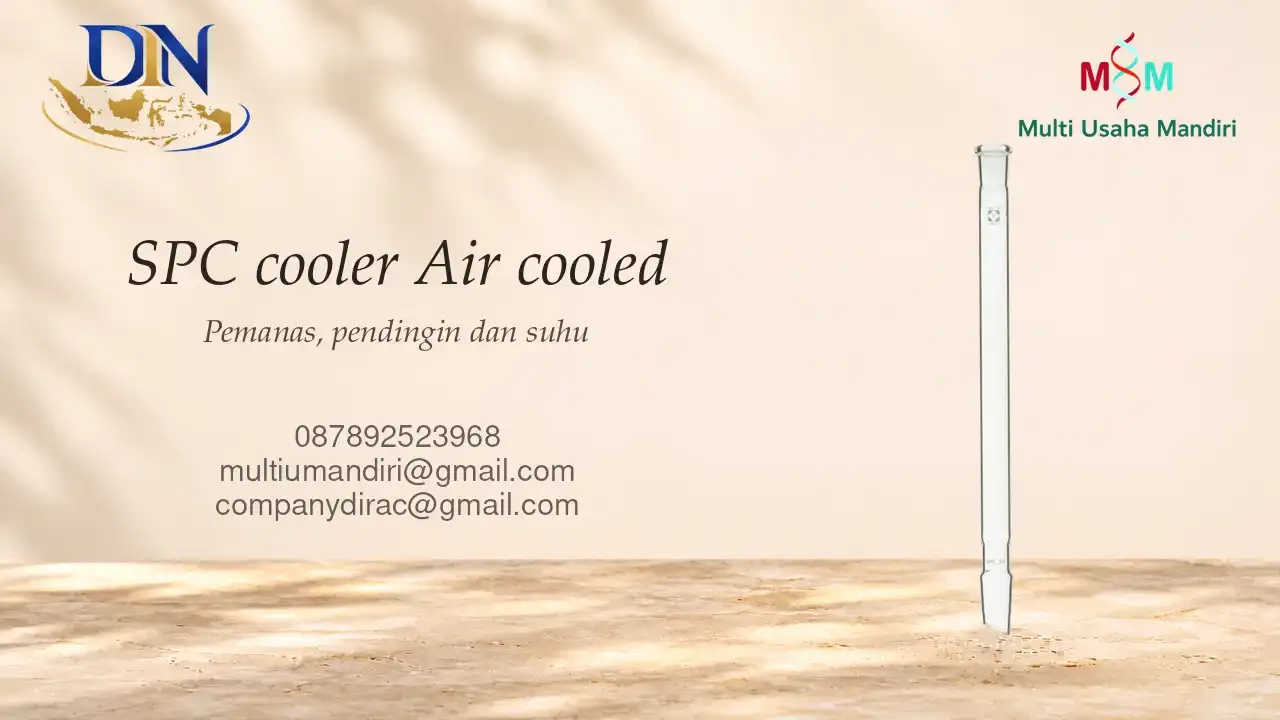 DN
MSM
Multi Usaha Mandiri
SPC cooler Air cooled
Pemanas, pendingin dan suhu
087892523968
multiumandiri@gmail.com
companydirac@gmail.com